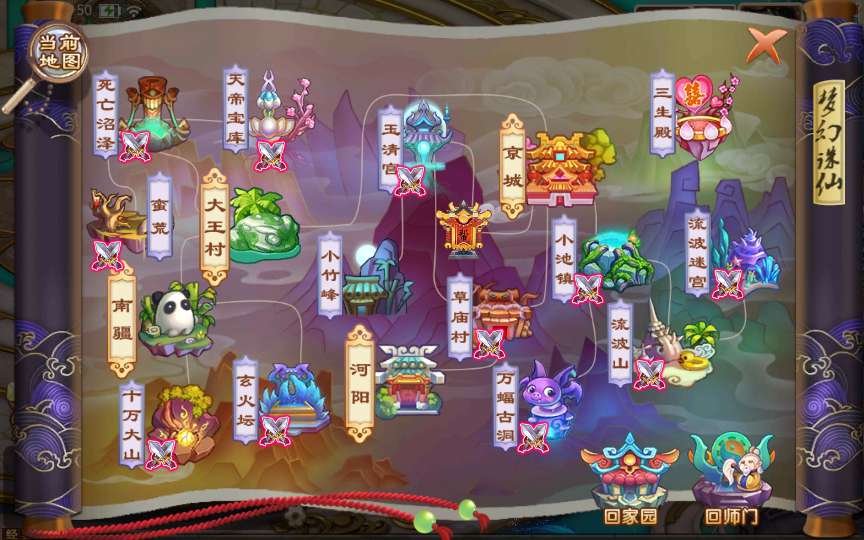 50
当前
地图
死亡沼泽
天帝宝库
玉清宫
京城
三生殿
梦幻诛仙
蛮荒
大王村
小竹峰
小池镇
流波迷宫
南疆
草庙村
流波山
河阳
玄火坛
十万大山
万蝠古洞
回家园
回师门